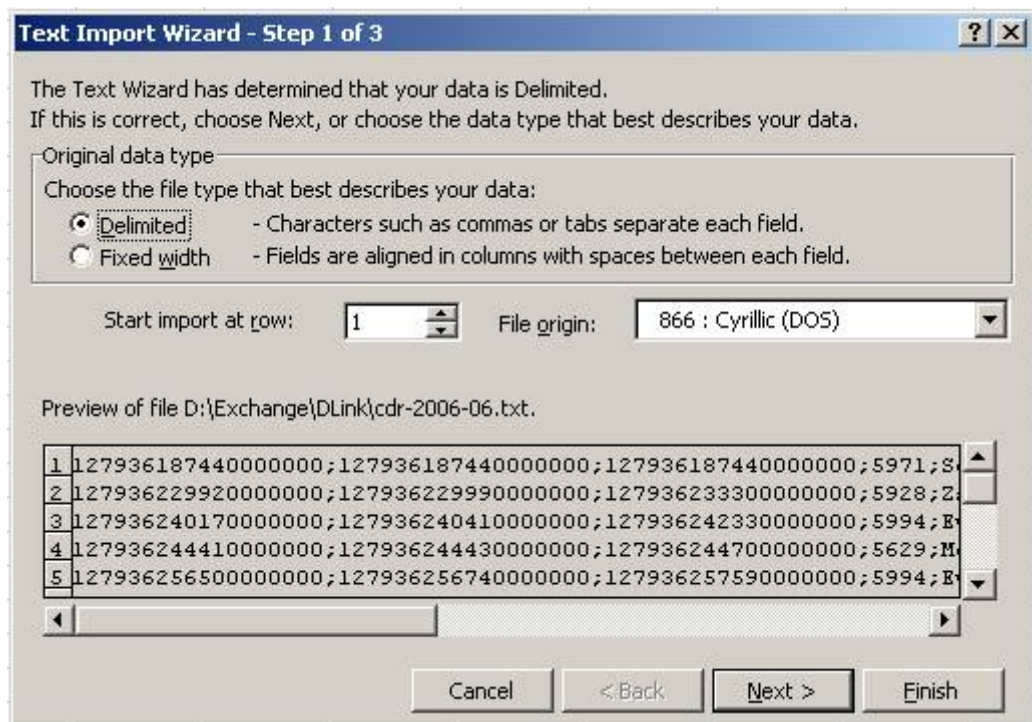 Text Import Wizard - Step 1 of 3
The Text Wizard has determined that your data is Delimited.
If this is correct, choose Next, or choose the data type that best describes your data.
Original data type
Choose the file type that best describes your data:
Delimited - Characters such as commas or tabs separate each field.
Fixed width - Fields are aligned in columns with spaces between each field.
Start import at row: 1 File origin: 866 : Cyrillic (DOS)
Preview of file D:\Exchange\DLink\cdr-2006-06.txt.
1 127936187440000000;127936187440000000;127936187440000000;5971;S
2 127936229920000000;127936229990000000;127936233300000000;5928;Z
3 127936240170000000;127936240410000000;127936242330000000;5994;E
4 127936244410000000;127936244430000000;127936244700000000;5629;M
5 127936256500000000;127936256740000000;127936257590000000;5994;E
Cancel < Back Next > Finish